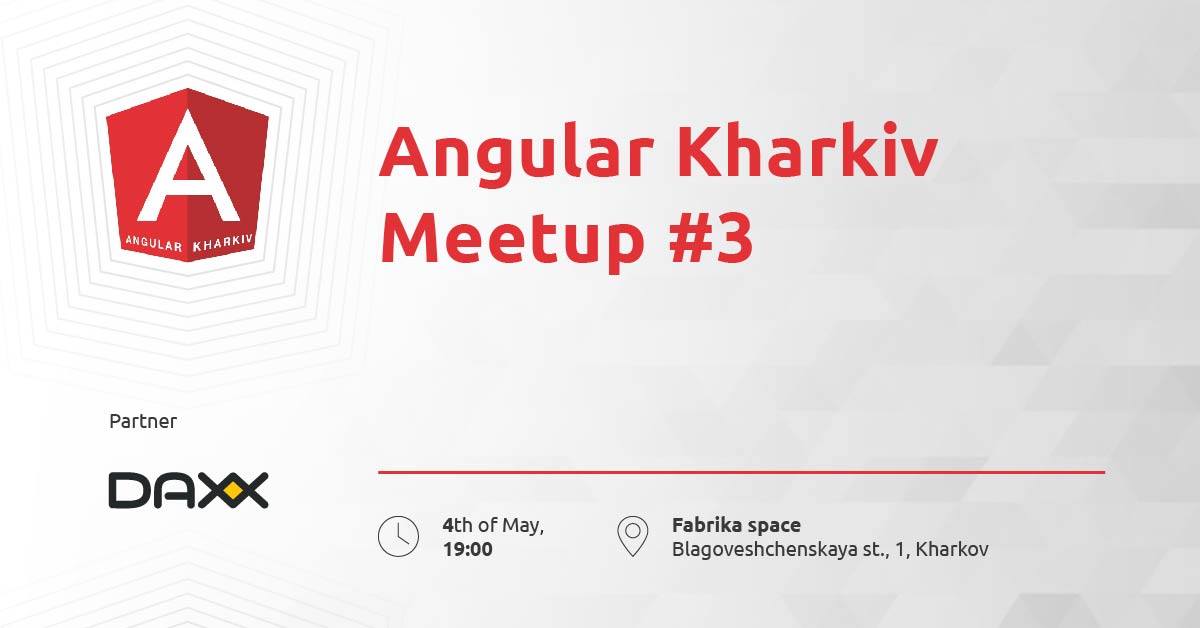 Angular Kharkiv
Meetup #3
A
ANGULAR KHARKIV
Partner
DAXX
4th of May,
19:00
Fabrika space
Blagoveshchenskaya st., 1, Kharkov